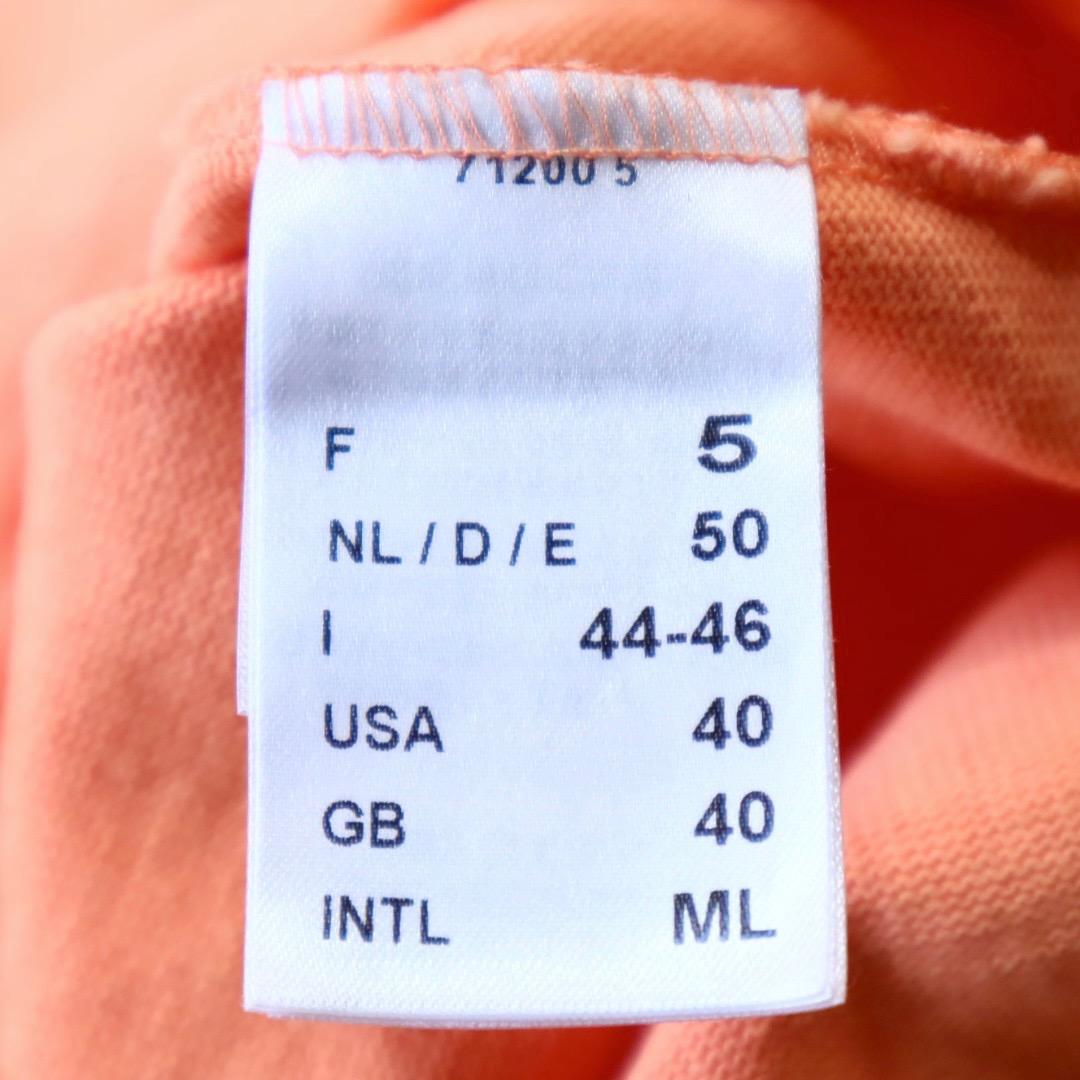 71200 5
F 5
NL / D / E 50
I 44-46
USA 40
GB 40
INTL ML